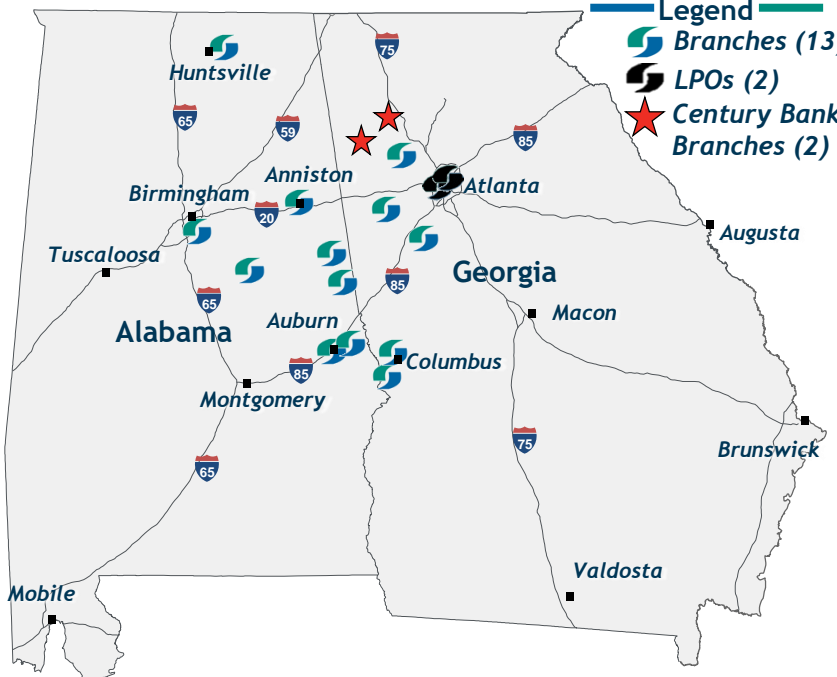 Legend
Branches (13)
LPOs (2)
Century Bank
Branches (2)
75
Huntsville
65
59
85
Anniston
Atlanta
Birmingham
20
Augusta
Tuscaloosa
Georgia
85
65
Macon
Auburn
Alabama
Columbus
85
Montgomery
75
Brunswick
65
Valdosta
Mobile